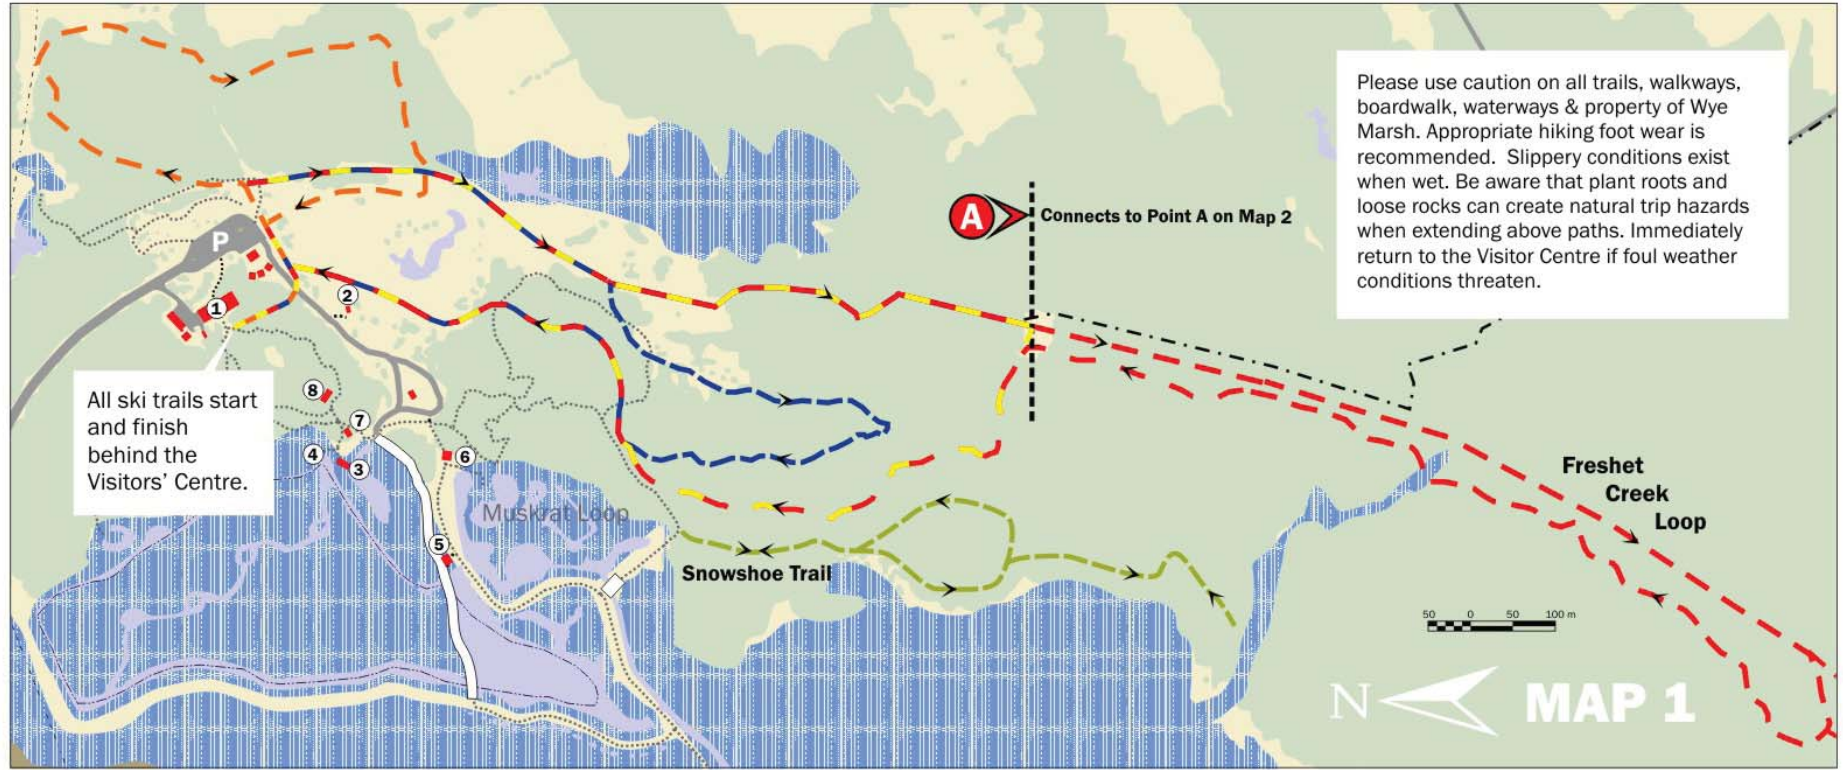 Please use caution on all trails, walkways,
boardwalk, waterways & property of Wye
Marsh. Appropriate hiking foot wear is
recommended.  Slippery conditions exist
when wet. Be aware that plant roots and
loose rocks can create natural trip hazards
when extending above paths. Immediately
return to the Visitor Centre if foul weather
conditions threaten.
A
Connects to Point A on Map 2
P
1
2
All ski trails start
and finish
behind the
Visitors' Centre.
8
7
4
3
6
5
Muskrat Loop
Snowshoe Trail
Freshet
Creek
Loop
50 0 50 100 m
N
MAP 1